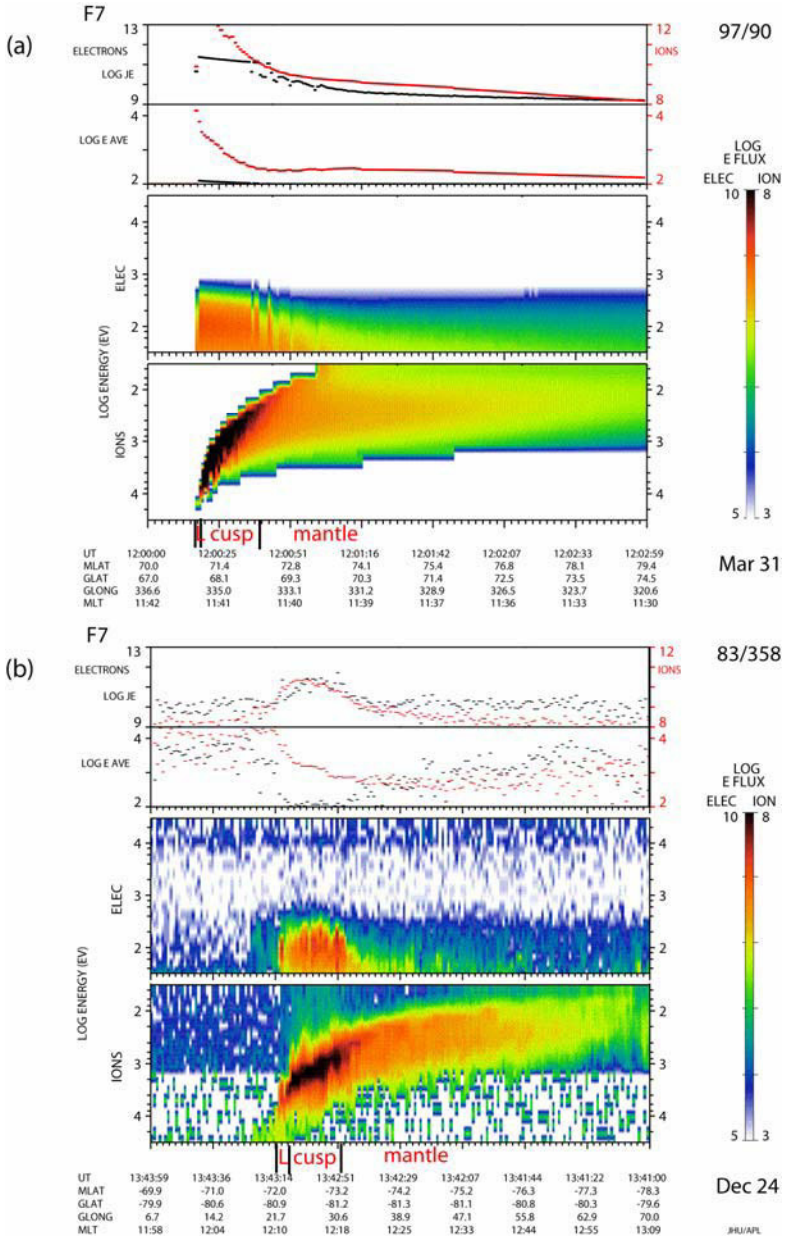 F7
(a)
97/90
13
12
ELECTRONS
IONS
LOG JE
9
8
4
4
LOG E AVE
2
2
LOG
E FLUX
ELEC ION
10 8
5 3
4
4
ELEC
3
3
2
2
LOG ENERGY (EV)
2
2
IONS
3
3
4
4
L cusp mantle
UT 12:00:00 12:00:25 12:00:51 12:01:16 12:01:42 12:02:07 12:02:33 12:02:59
MLAT 70.0 71.4 72.8 74.1 75.4 76.8 78.1 79.4
GLAT 67.0 68.1 69.3 70.3 71.4 72.5 73.5 74.5
GLONG 336.6 335.0 333.1 331.2 328.9 326.5 323.7 320.6
MLT 11:42 11:41 11:40 11:39 11:37 11:36 11:33 11:30
Mar 31
F7
(b)
83/358
13
12
ELECTRONS
IONS
LOG JE
9
8
4
4
LOG E AVE
2
2
LOG
E FLUX
ELEC ION
10 8
5 3
4
4
ELEC
3
3
2
2
LOG ENERGY (EV)
2
2
IONS
3
3
4
4
L cusp mantle
UT 13:43:59 13:43:36 13:43:14 13:42:51 13:42:29 13:42:07 13:41:44 13:41:22 13:41:00
MLAT -69.9 -71.0 -72.0 -73.2 -74.2 -75.2 -76.3 -77.3 -78.3
GLAT -79.9 -80.6 -80.9 -81.2 -81.3 -81.1 -80.8 -80.3 -79.6
GLONG 6.7 14.2 21.7 30.6 38.9 47.1 55.8 62.9 70.0
MLT 11:58 12:04 12:10 12:18 12:25 12:33 12:44 12:55 13:09
Dec 24
JHU/APL